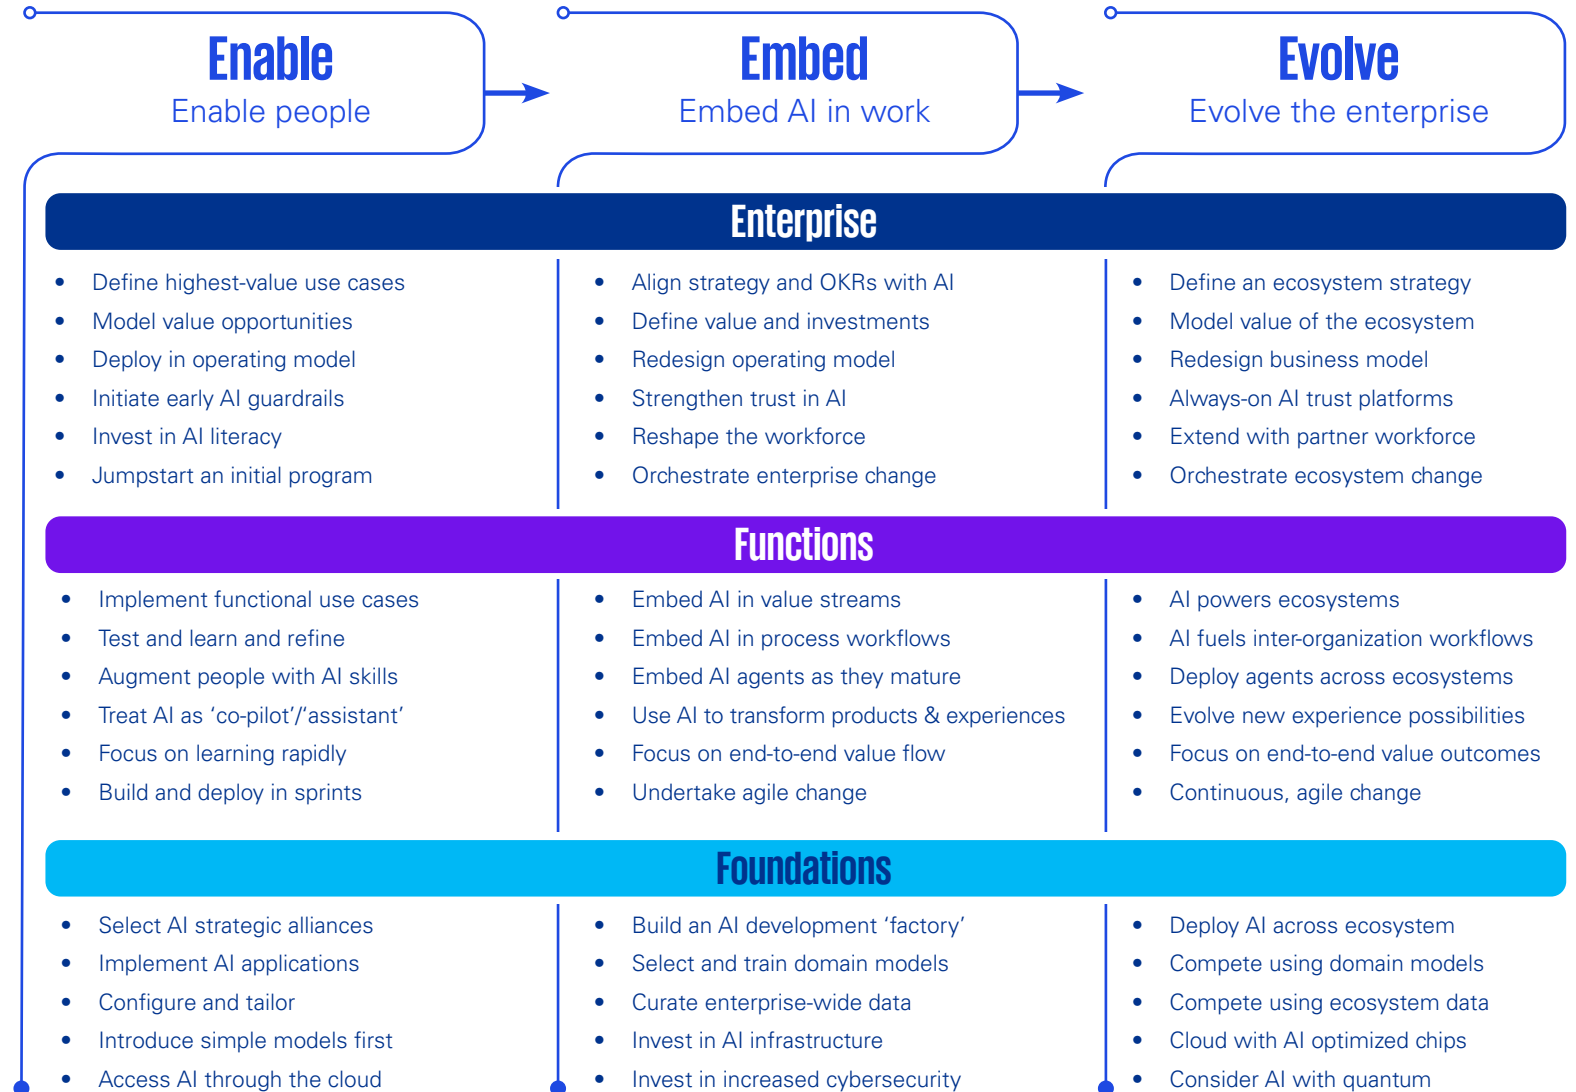 Enable
Enable people
Embed
Embed AI in work
Evolve
Evolve the enterprise
Enterprise
• Define highest-value use cases
• Model value opportunities
• Deploy in operating model
• Initiate early AI guardrails
• Invest in AI literacy
• Jumpstart an initial program
• Align strategy and OKRs with AI
• Define value and investments
• Redesign operating model
• Strengthen trust in AI
• Reshape the workforce
• Orchestrate enterprise change
• Define an ecosystem strategy
• Model value of the ecosystem
• Redesign business model
• Always-on AI trust platforms
• Extend with partner workforce
• Orchestrate ecosystem change
Functions
• Implement functional use cases
• Test and learn and refine
• Augment people with AI skills
• Treat AI as ‘co-pilot’/‘assistant’
• Focus on learning rapidly
• Build and deploy in sprints
• Embed AI in value streams
• Embed AI in process workflows
• Embed AI agents as they mature
• Use AI to transform products & experiences
• Focus on end-to-end value flow
• Undertake agile change
• AI powers ecosystems
• AI fuels inter-organization workflows
• Deploy agents across ecosystems
• Evolve new experience possibilities
• Focus on end-to-end value outcomes
• Continuous, agile change
Foundations
• Select AI strategic alliances
• Implement AI applications
• Configure and tailor
• Introduce simple models first
• Access AI through the cloud
• Build an AI development ‘factory’
• Select and train domain models
• Curate enterprise-wide data
• Invest in AI infrastructure
• Invest in increased cybersecurity
• Deploy AI across ecosystem
• Compete using domain models
• Compete using ecosystem data
• Cloud with AI optimized chips
• Consider AI with quantum